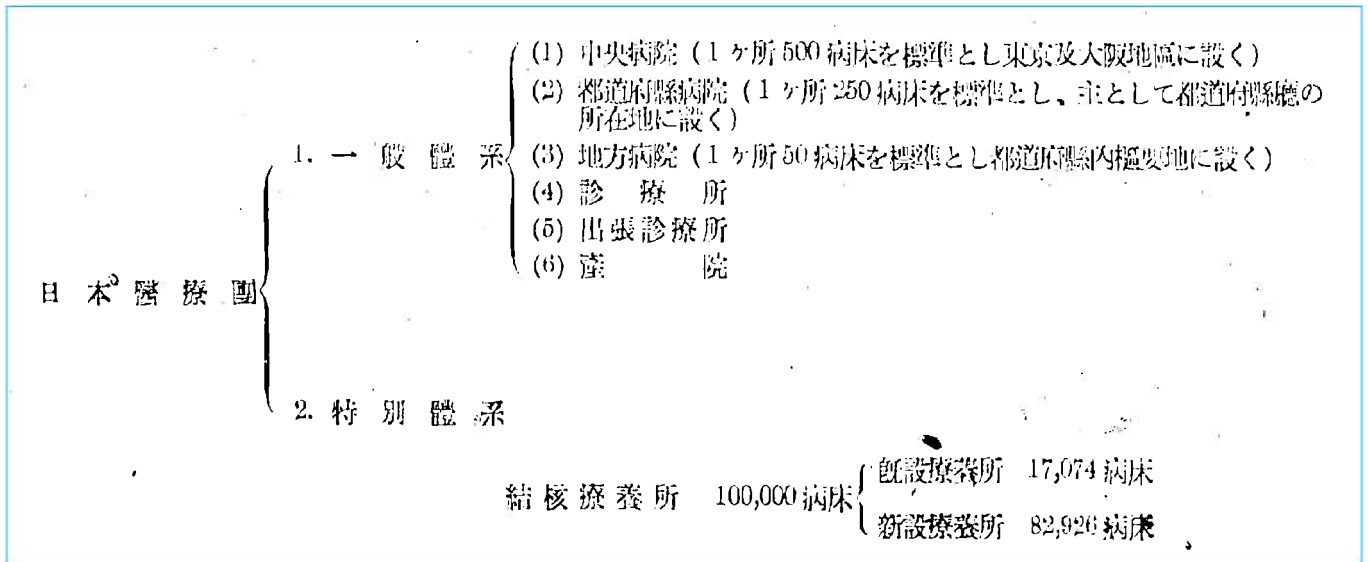 (1) 中央病院 (1ヶ所500病床を標準とし東京及大阪地區に設く)
(2) 都道府縣病院 (1ヶ所250病床を標準とし、主として都道府縣廳の
所在地に設く)
1. 一般體系
(3) 地方病院 (1ヶ所50病床を標準とし都道府縣內樞要地に設く)
(4) 診療所
(5) 出張診療所
(6) 產院
日本醫療團
2. 特別體系
既設療養所 17,074病床
結核療養所 100,000病床
新設療養所 82,926病床